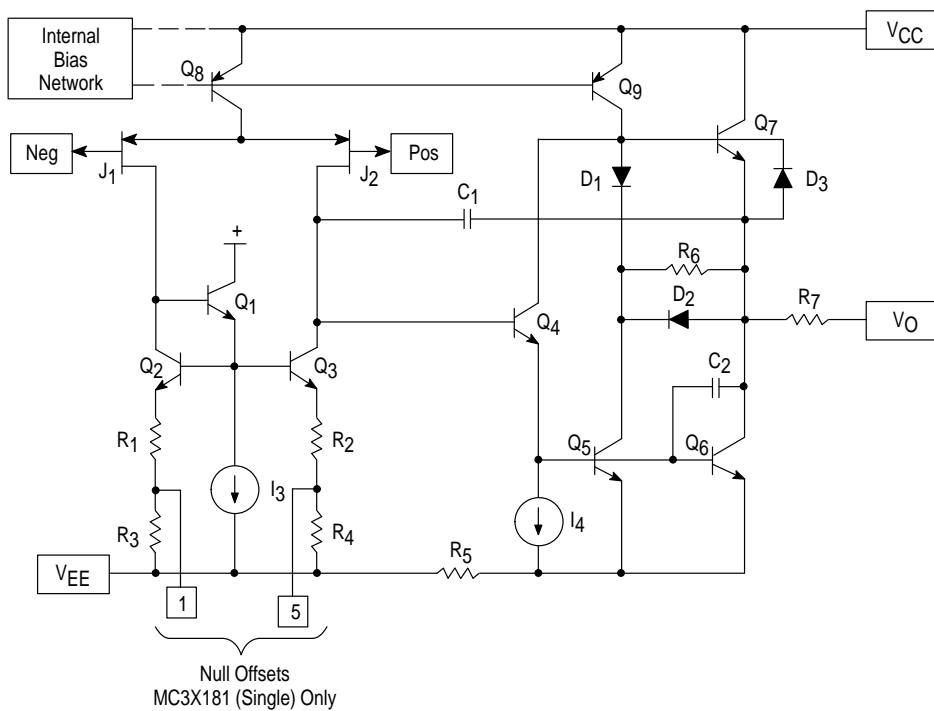 Internal
Bias
Network
VCC
Q8
Q9
Q7
Neg
J1
J2
Pos
D1
D3
C1
+
R6
Q1
D2
R7
Q4
VO
Q2
Q3
C2
R1
R2
Q5
Q6
I3
I4
R3
R4
R5
VEE
1
5
Null Offsets
MC3X181 (Single) Only